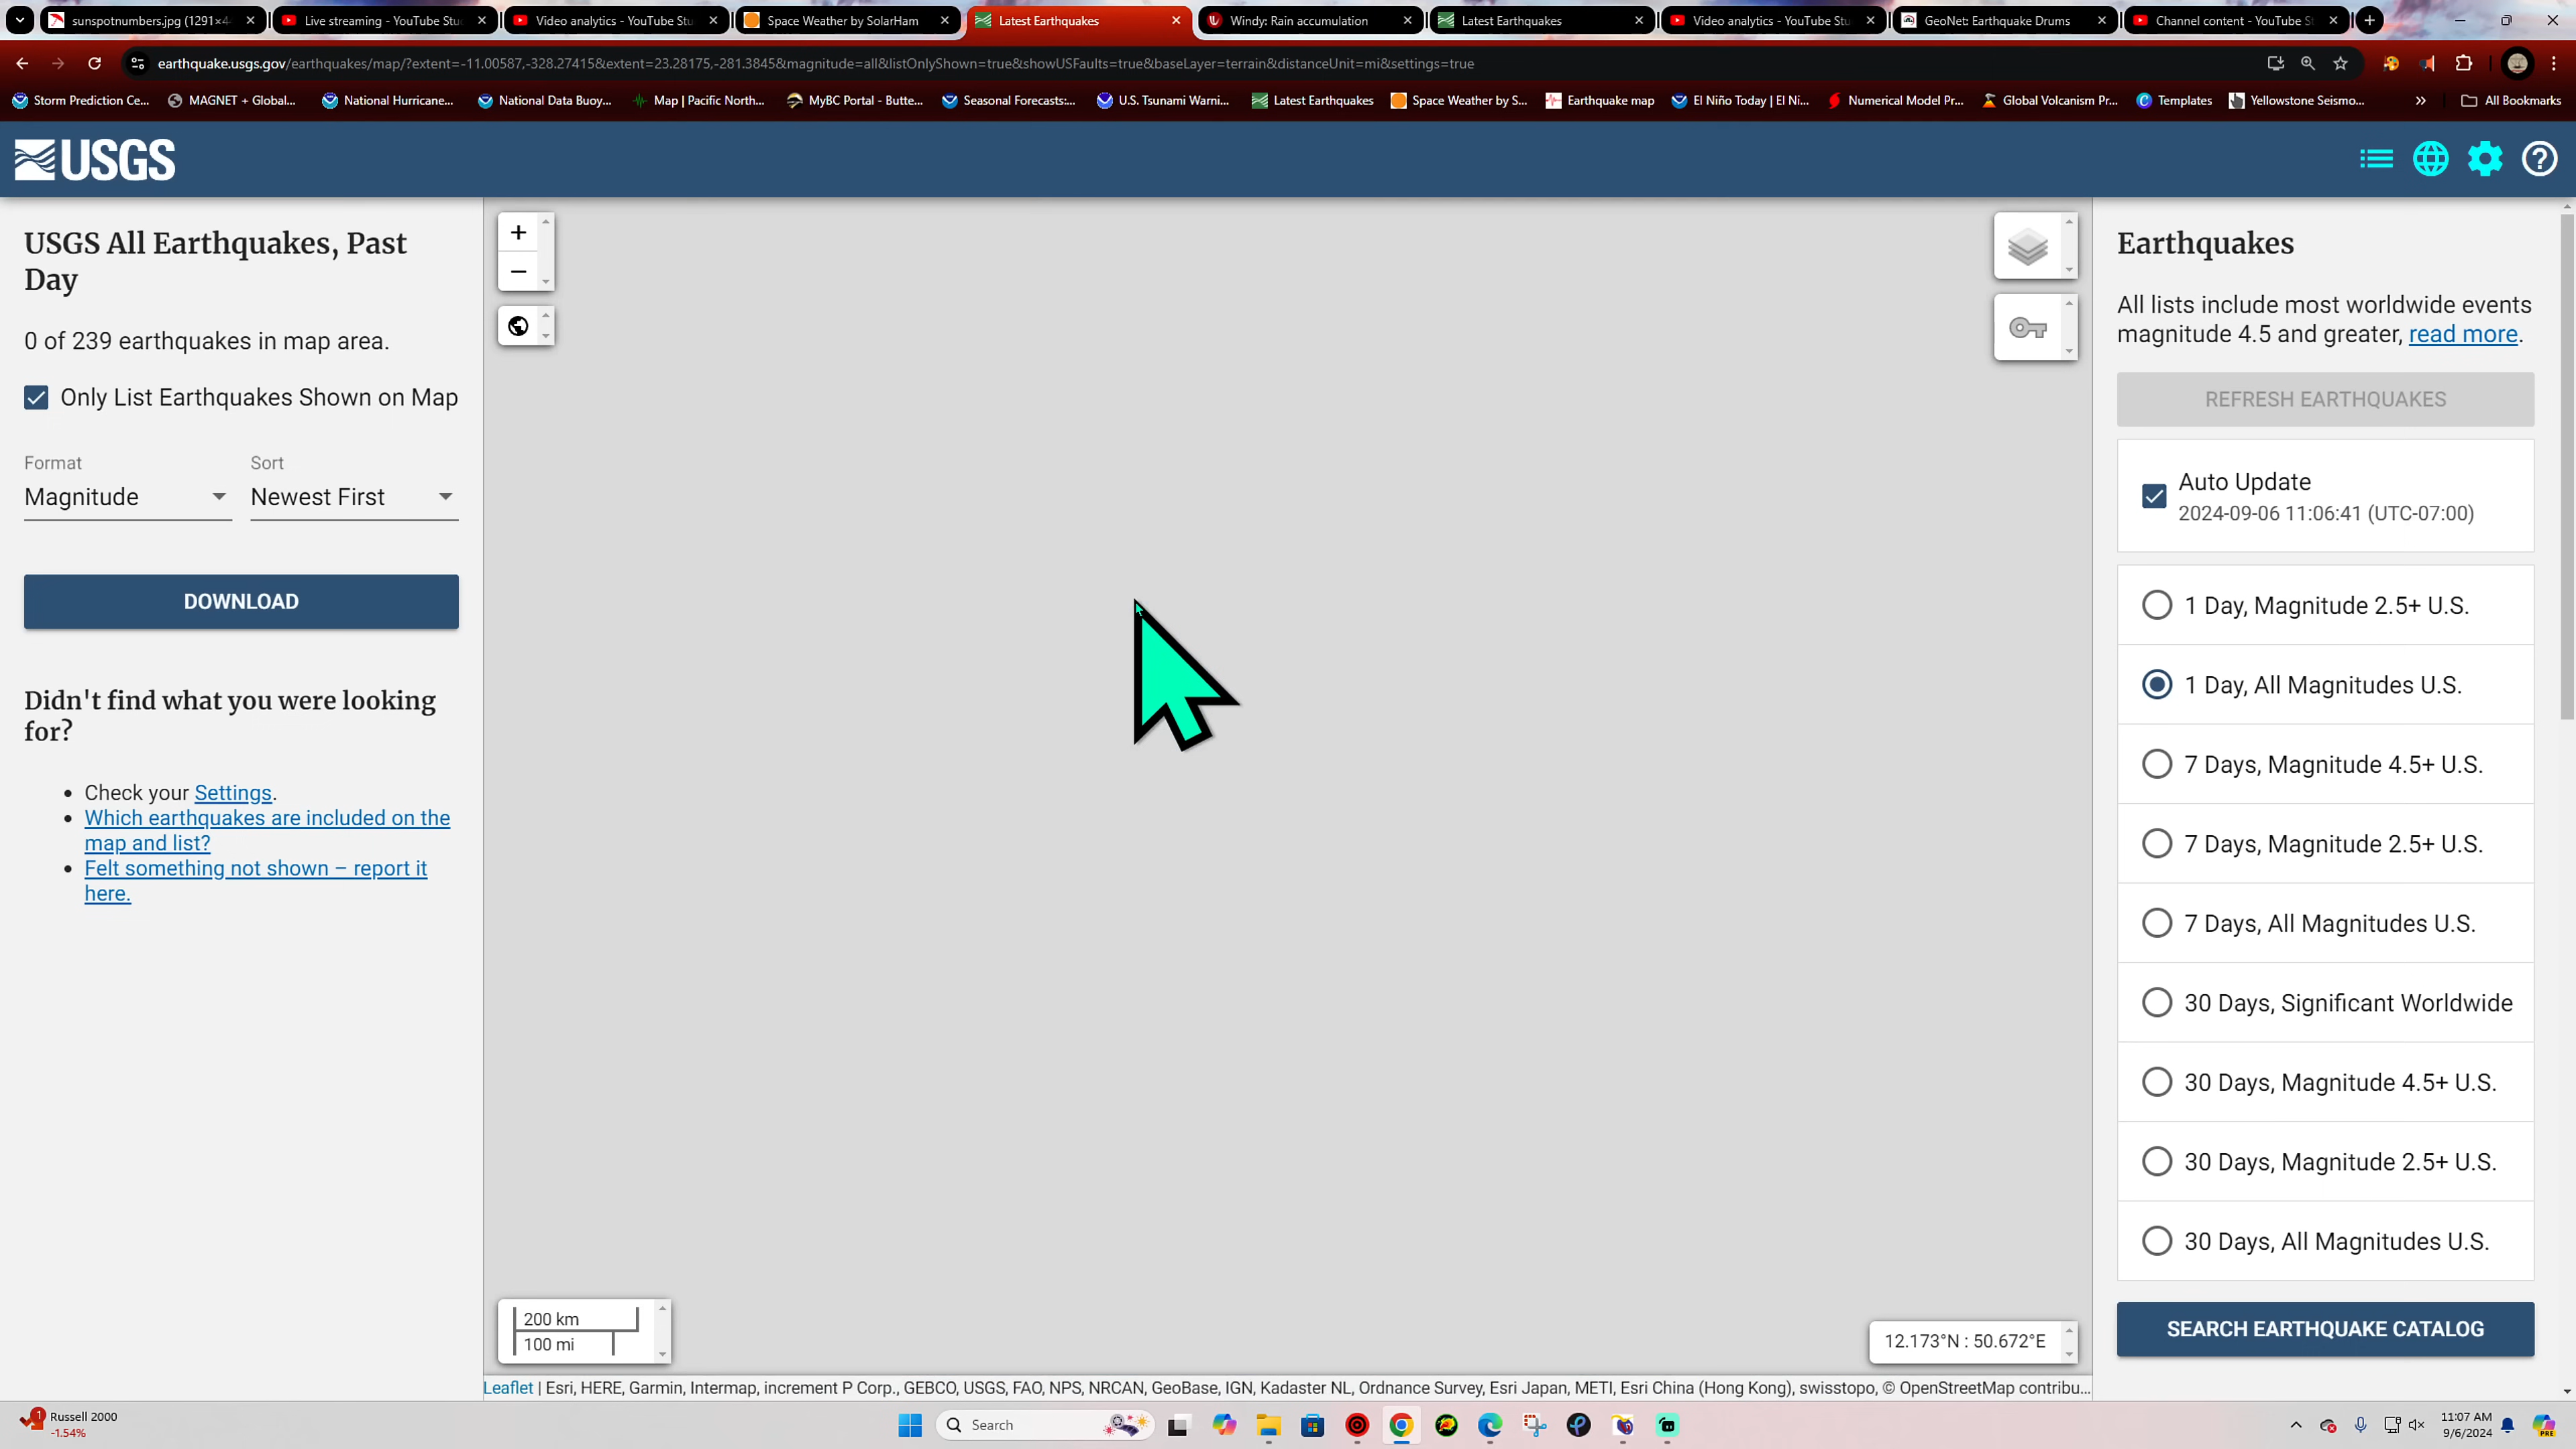 sunspotnumbers.jpg (1291×4
Live streaming - YouTube Stu
Video analytics - YouTube Stu
Space Weather by SolarHam
Latest Earthquakes
Windy: Rain accumulation
Latest Earthquakes
Video analytics - YouTube Stu
GeoNet: Earthquake Drums
Channel content - YouTube St
earthquake.usgs.gov/earthquakes/map/?extent=-11.00587,-328.27415&extent=23.28175,-281.3845&magnitude=all&listOnlyShown=true&showUSFaults=true&baseLayer=terrain&distanceUnit=mi&settings=true
Storm Prediction Ce...
MAGNET + Global...
National Hurricane...
National Data Buoy...
Map | Pacific North...
MyBC Portal - Butte...
Seasonal Forecasts:...
U.S. Tsunami Warni...
Latest Earthquakes
Space Weather by S...
Earthquake map
El Niño Today | El Ni...
Numerical Model Pr...
Global Volcanism Pr...
Templates
Yellowstone Seismo...
All Bookmarks
USGS
USGS All Earthquakes, Past
Day
0 of 239 earthquakes in map area.
Only List Earthquakes Shown on Map
Format
Magnitude
Sort
Newest First
DOWNLOAD
Didn't find what you were looking
for?
Check your Settings.
Which earthquakes are included on the
map and list?
Felt something not shown – report it
here.
200 km
100 mi
12.173°N : 50.672°E
Leaflet | Esri, HERE, Garmin, Intermap, increment P Corp., GEBCO, USGS, FAO, NPS, NRCAN, GeoBase, IGN, Kadaster NL, Ordnance Survey, Esri Japan, METI, Esri China (Hong Kong), swisstopo, © OpenStreetMap contribu...
Earthquakes
All lists include most worldwide events
magnitude 4.5 and greater, read more.
REFRESH EARTHQUAKES
Auto Update
2024-09-06 11:06:41 (UTC-07:00)
1 Day, Magnitude 2.5+ U.S.
1 Day, All Magnitudes U.S.
7 Days, Magnitude 4.5+ U.S.
7 Days, Magnitude 2.5+ U.S.
7 Days, All Magnitudes U.S.
30 Days, Significant Worldwide
30 Days, Magnitude 4.5+ U.S.
30 Days, Magnitude 2.5+ U.S.
30 Days, All Magnitudes U.S.
SEARCH EARTHQUAKE CATALOG
1
Russell 2000
-1.54%
Search
11:07 AM
9/6/2024
PRE